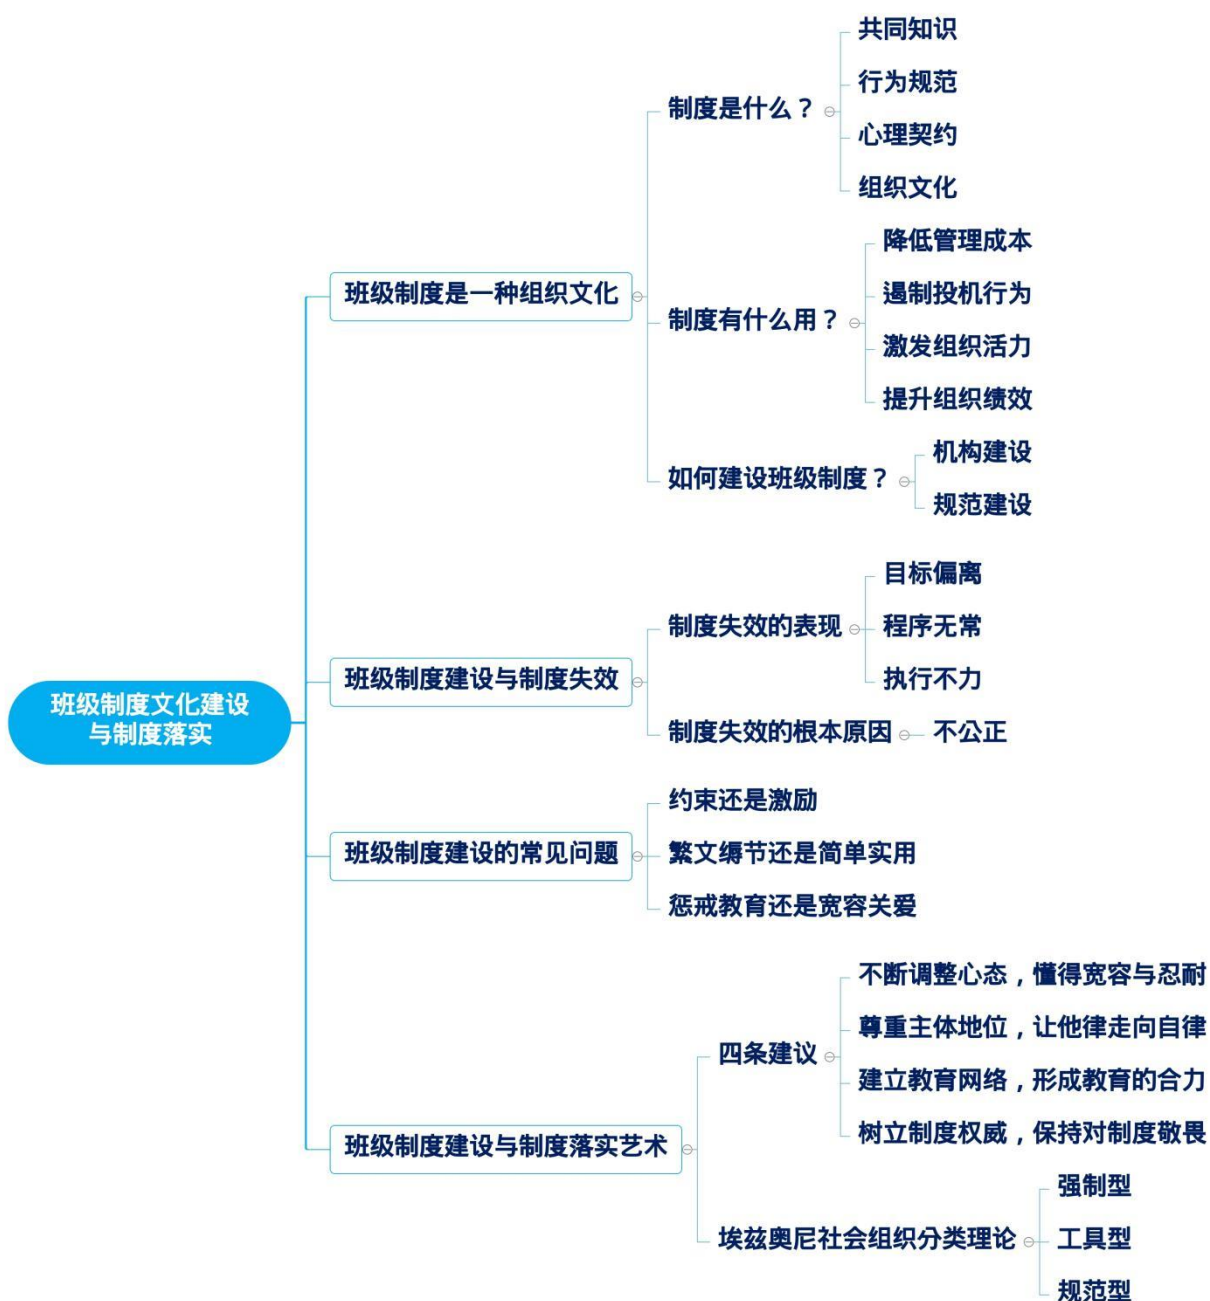 班级制度文化建设
与制度落实
班级制度是一种组织文化
制度是什么？
共同知识
行为规范
心理契约
组织文化
制度有什么用？
降低管理成本
遏制投机行为
激发组织活力
提升组织绩效
如何建设班级制度？
机构建设
规范建设
班级制度建设与制度失效
制度失效的表现
目标偏离
程序无常
执行不力
制度失效的根本原因
不公正
班级制度建设的常见问题
约束还是激励
繁文缛节还是简单实用
惩戒教育还是宽容关爱
班级制度建设与制度落实艺术
四条建议
不断调整心态，懂得宽容与忍耐
尊重主体地位，让他律走向自律
建立教育网络，形成教育的合力
树立制度权威，保持对制度敬畏
埃兹奥尼社会组织分类理论
强制型
工具型
规范型